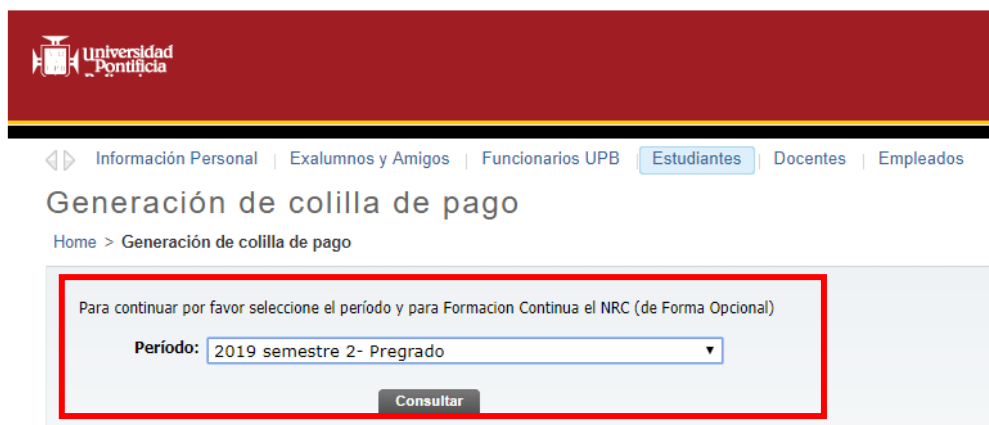 Universidad
Pontificia
Información Personal | Exalumnos y Amigos | Funcionarios UPB | Estudiantes | Docentes | Empleados
Generación de colilla de pago
Home > Generación de colilla de pago
Para continuar por favor seleccione el período y para Formacion Continua el NRC (de Forma Opcional)
Período: 2019 semestre 2- Pregrado
Consultar